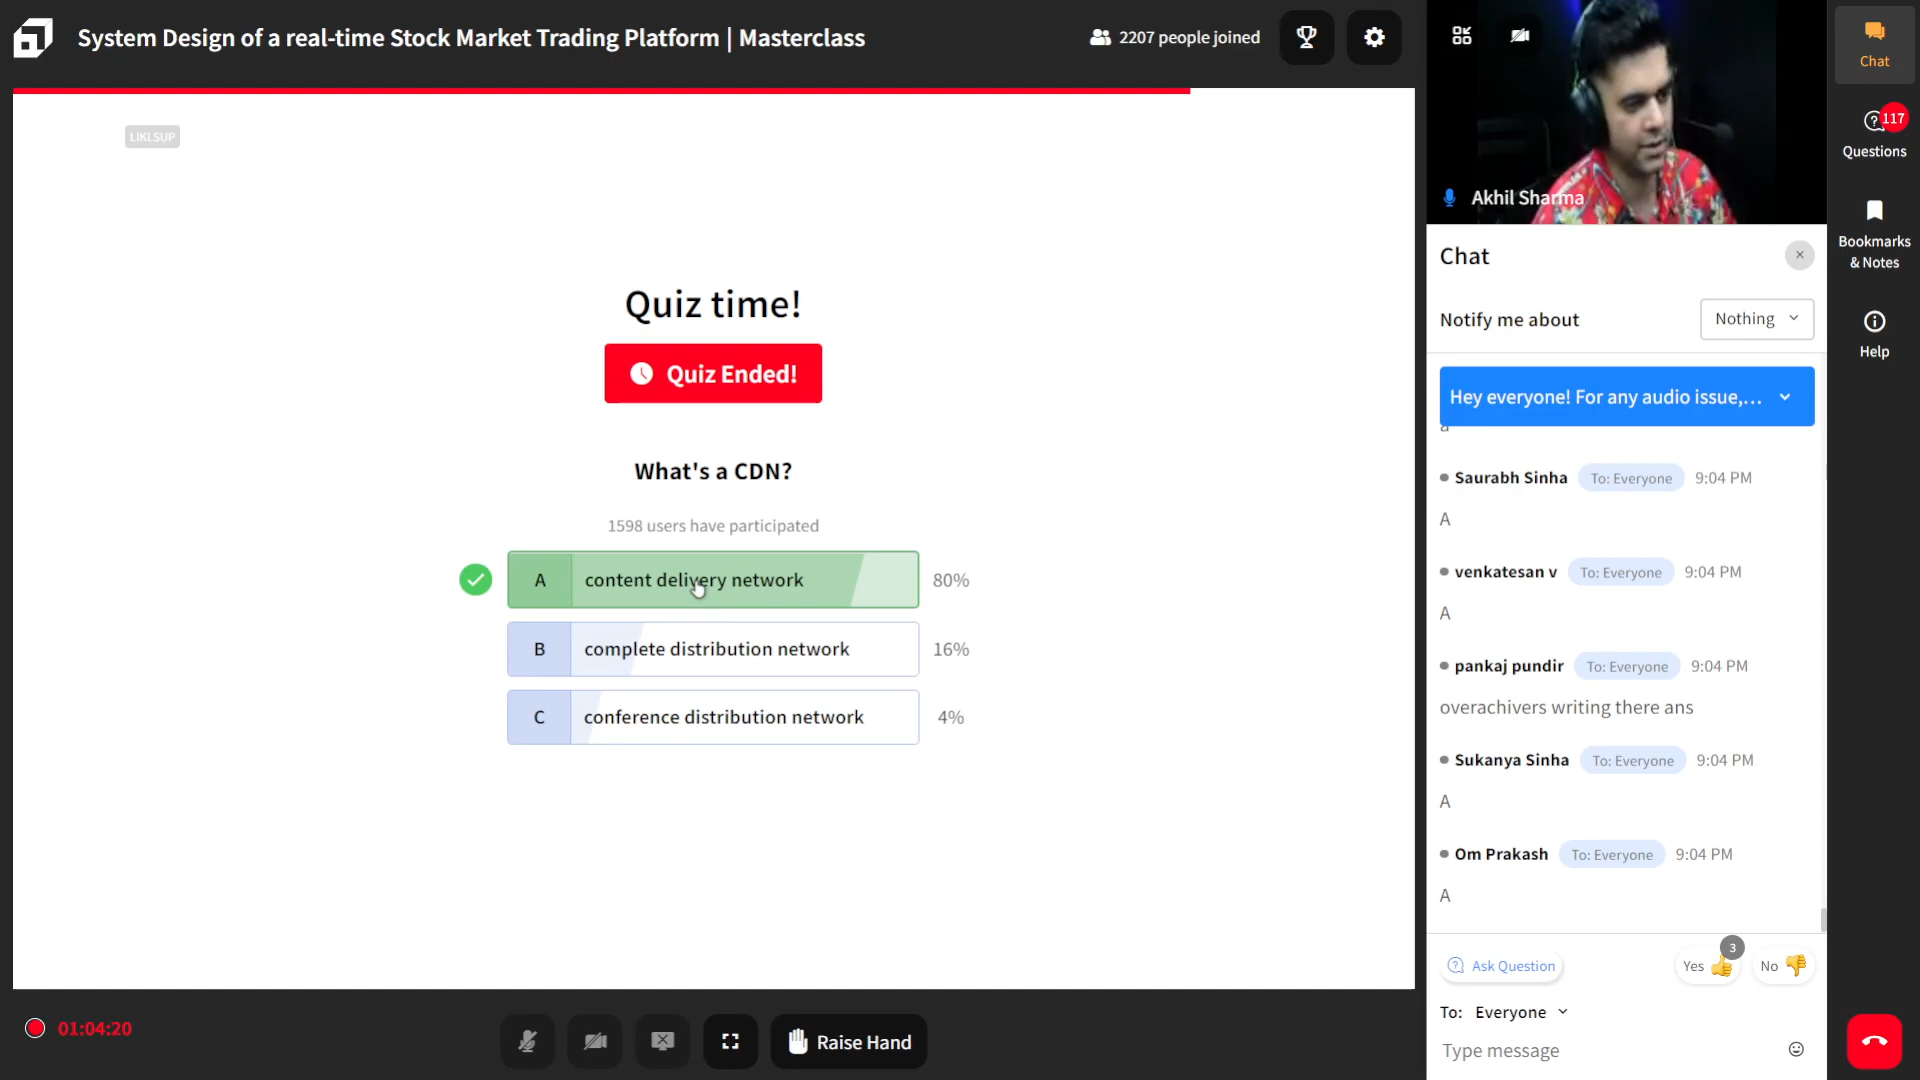 System Design of a real-time Stock Market Trading Platform | Masterclass
2207 people joined
LIKLSUP
Quiz time!
Quiz Ended!
What's a CDN?
1598 users have participated
A content delivery network 80%
B complete distribution network 16%
C conference distribution network 4%
01:04:20
Raise Hand
Akhil Sharma
Chat
Notify me about Nothing
Hey everyone! For any audio issue,...
a
Saurabh Sinha To: Everyone 9:04 PM
A
venkatesan v To: Everyone 9:04 PM
A
pankaj pundir To: Everyone 9:04 PM
overachivers writing there ans
Sukanya Sinha To: Everyone 9:04 PM
A
Om Prakash To: Everyone 9:04 PM
A
3
Ask Question Yes No
To: Everyone
Type message
Chat
117
Questions
Bookmarks
& Notes
Help